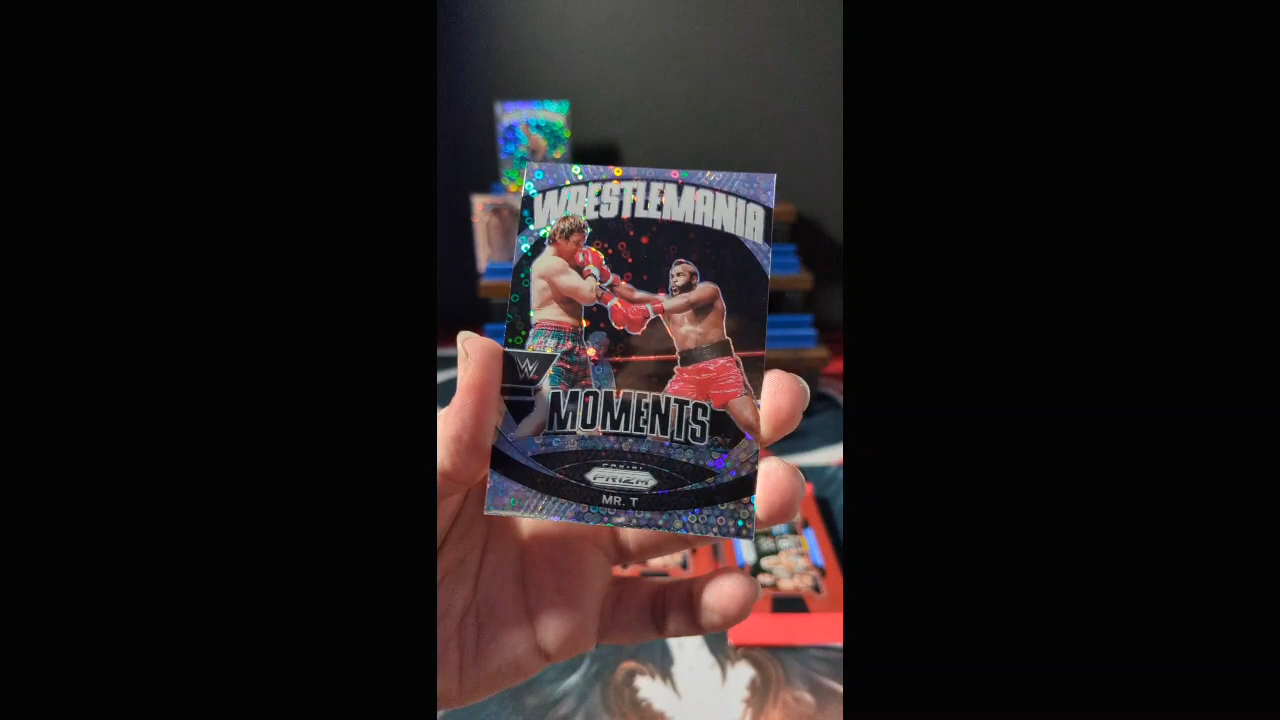 WRESTLEMANIA
W
MOMENTS
PANINI
PRIZM
MR. T